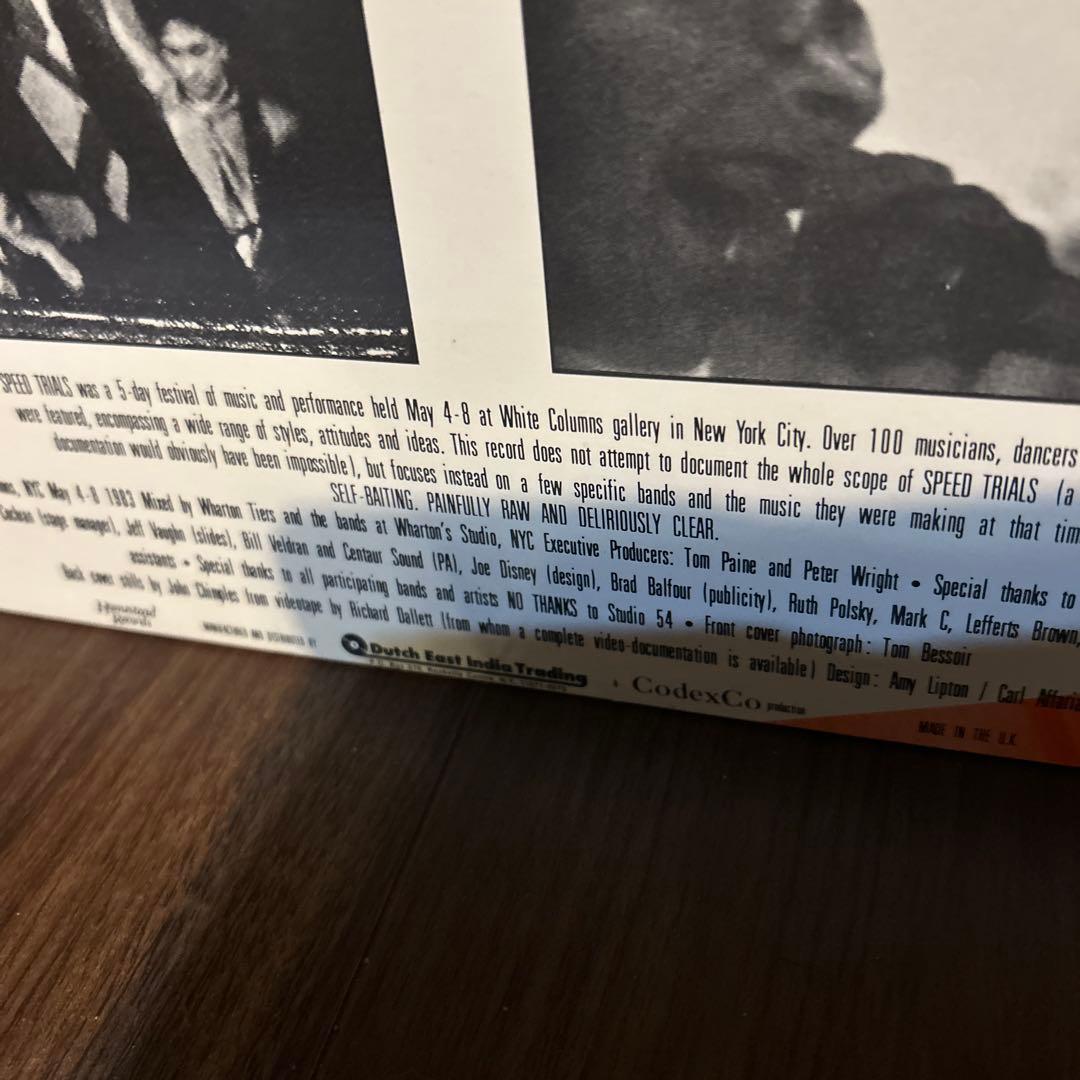 SPEED TRIALS was a 5-day festival of music and performance held May 4-8 at White Columns gallery in New York City. Over 100 musicians, dancers
were featured, encompassing a wide range of styles, attitudes and ideas. This record does not attempt to document the whole scope of SPEED TRIALS (a
documentation would obviously have been impossible), but focuses instead on a few specific bands and the music they were making at that tim
SELF-BAITING. PAINFULLY RAW AND DELIRIOUSLY CLEAR.
NYC May 4-8 1983 Mixed by Wharton Tiers and the bands at Wharton's Studio, NYC Executive Producers: Tom Paine and Peter Wright • Special thanks to
(stage manager), Jeff Vaughn (slides), Bill Veldran and Centaur Sound (PA), Joe Disney (design), Brad Balfour (publicity), Ruth Polsky, Mark C, Lefferts Brown,
assistants • Special thanks to all participating bands and artists NO THANKS to Studio 54 • Front cover photograph: Tom Bessoir
Back cover stills by John Chingles from videotape by Richard Dallett (from whom a complete video-documentation is available) Design: Amy Lipton / Carl
Homestead
Records
MANUFACTURED AND DISTRIBUTED BY
Dutch East India Trading
CodexCo production
MADE IN THE U.K.